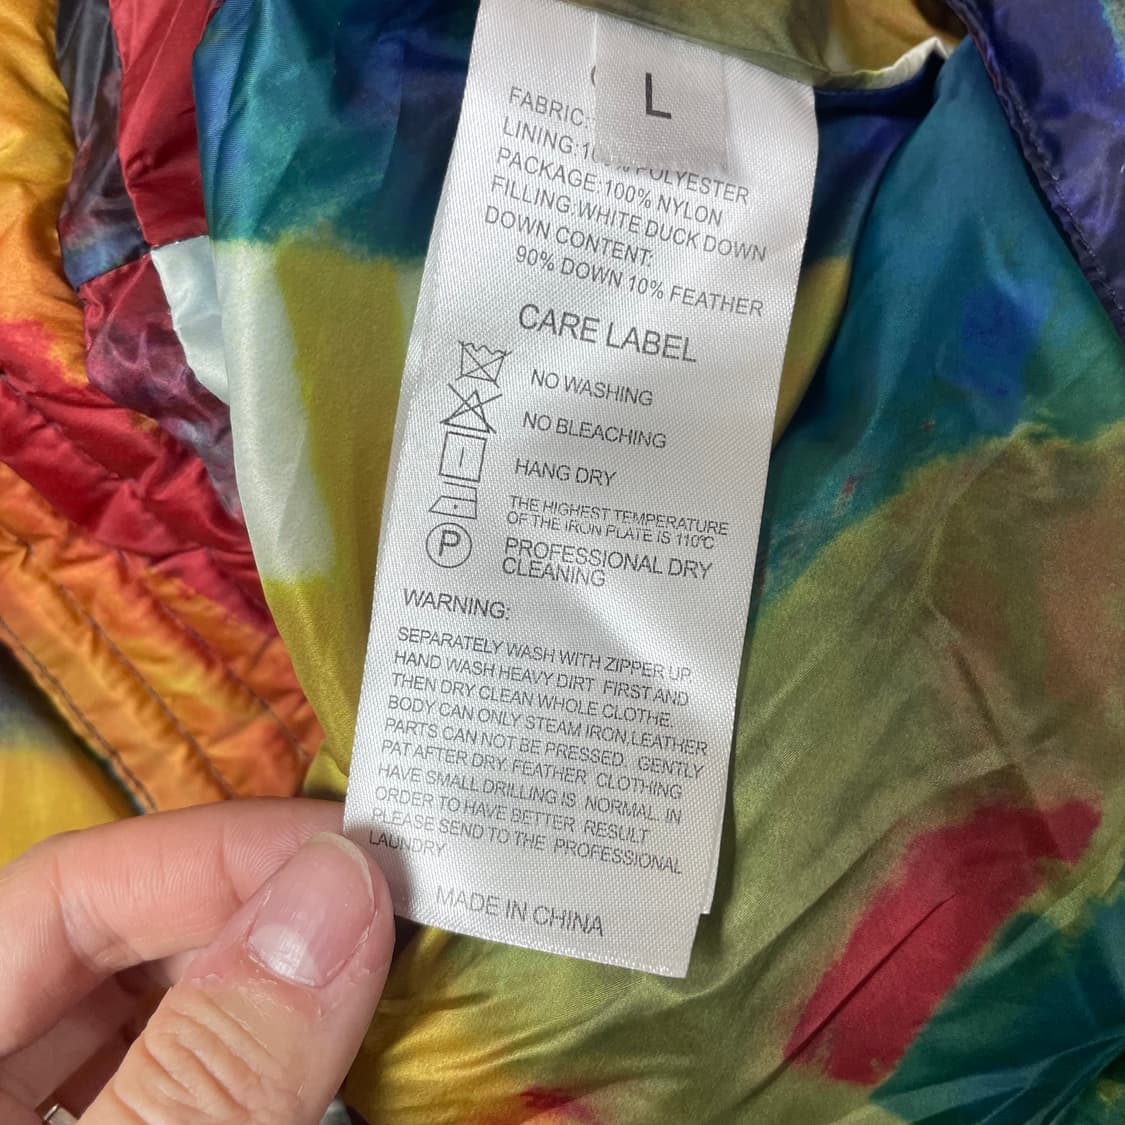 L
FABRIC:
LINING:10 % POLYESTER
PACKAGE:100% NYLON
FILLING:WHITE DUCK DOWN
DOWN CONTENT:
90% DOWN 10% FEATHER
CARE LABEL
NO WASHING
NO BLEACHING
HANG DRY
THE HIGHEST TEMPERATURE
OF THE IRON PLATE IS 110℃
P
PROFESSIONAL DRY
CLEANING
WARNING:
SEPARATELY WASH WITH ZIPPER UP
HAND WASH HEAVY DIRT FIRST AND
THEN DRY CLEAN WHOLE CLOTHE.
BODY CAN ONLY STEAM IRON.LEATHER
PARTS CAN NOT BE PRESSED GENTLY
PAT AFTER DRY. FEATHER CLOTHING
HAVE SMALL DRILLING IS NORMAL. IN
ORDER TO HAVE BETTER RESULT
PLEASE SEND TO THE PROFESSIONAL
LAUNDRY
MADE IN CHINA